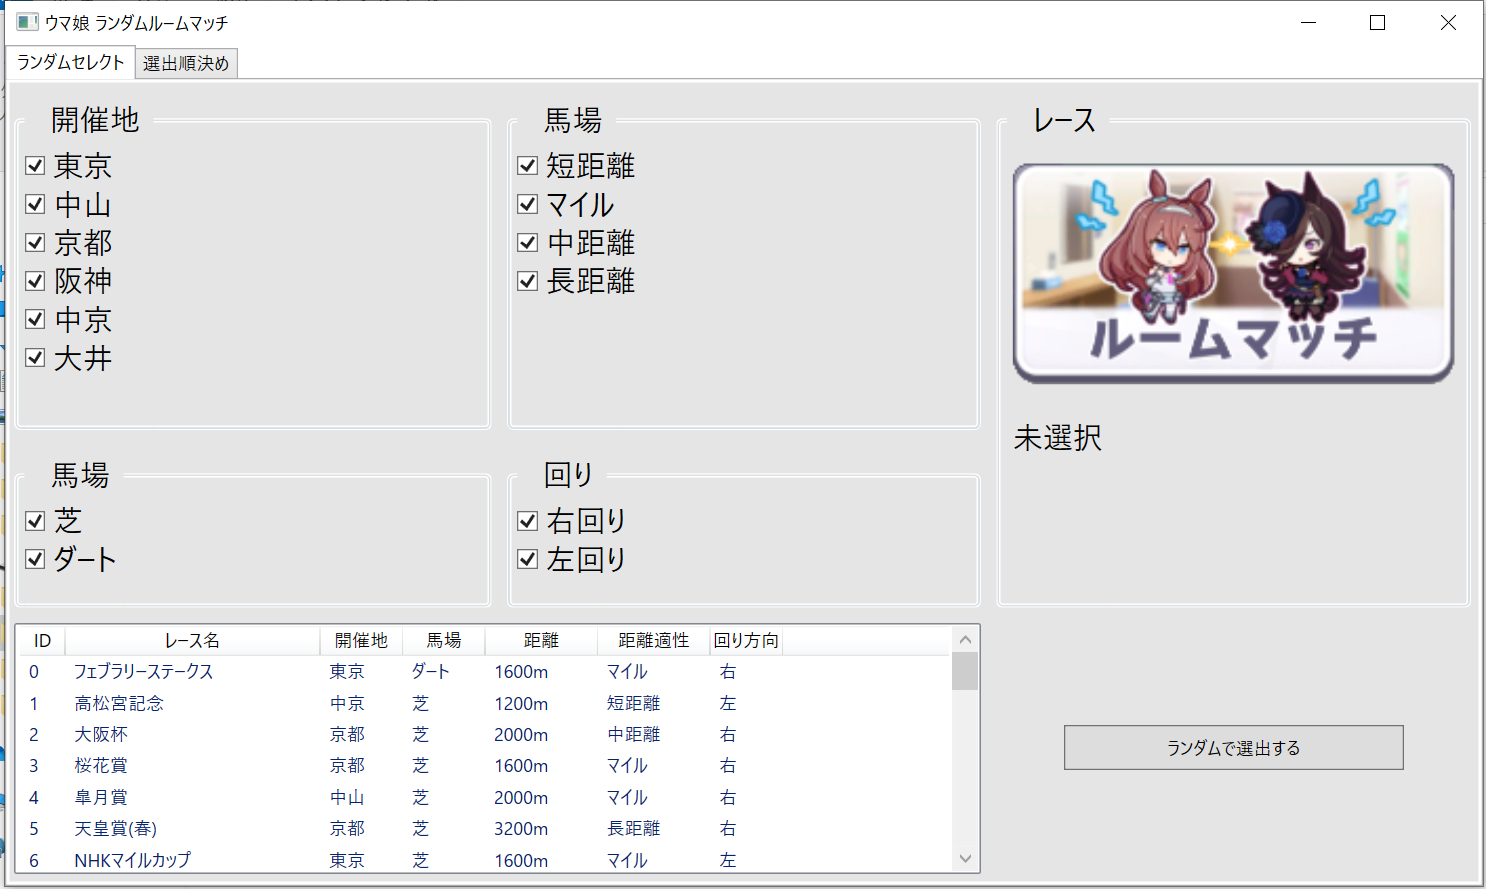 ウマ娘 ランダムルームマッチ
ランダムセレクト 選出順決め
開催地
東京
中山
京都
阪神
中京
大井
馬場
短距離
マイル
中距離
長距離
馬場
芝
ダート
回り
右回り
左回り
レース
ルームマッチ
未選択
ID レース名 開催地 馬場 距離 距離適性 回り方向
0 フェブラリーステークス 東京 ダート 1600m マイル 右
1 高松宮記念 中京 芝 1200m 短距離 左
2 大阪杯 京都 芝 2000m 中距離 右
3 桜花賞 京都 芝 1600m マイル 右
4 皐月賞 中山 芝 2000m マイル 右
5 天皇賞(春) 京都 芝 3200m 長距離 右
6 NHKマイルカップ 東京 芝 1600m マイル 左
ランダムで選出する